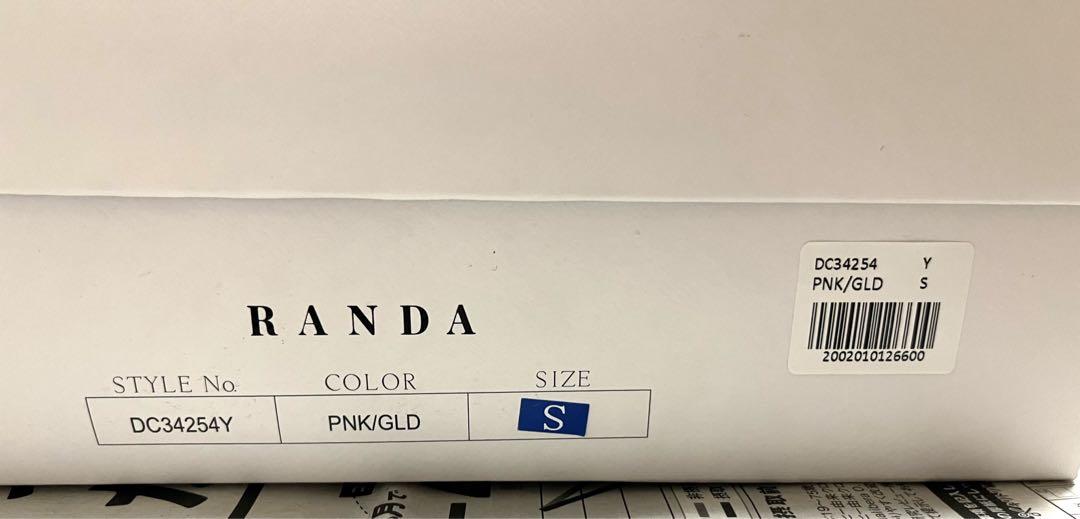 RANDA
STYLE No. COLOR SIZE
DC34254Y PNK/GLD S
DC34254 Y
PNK/GLD S
2002010126600